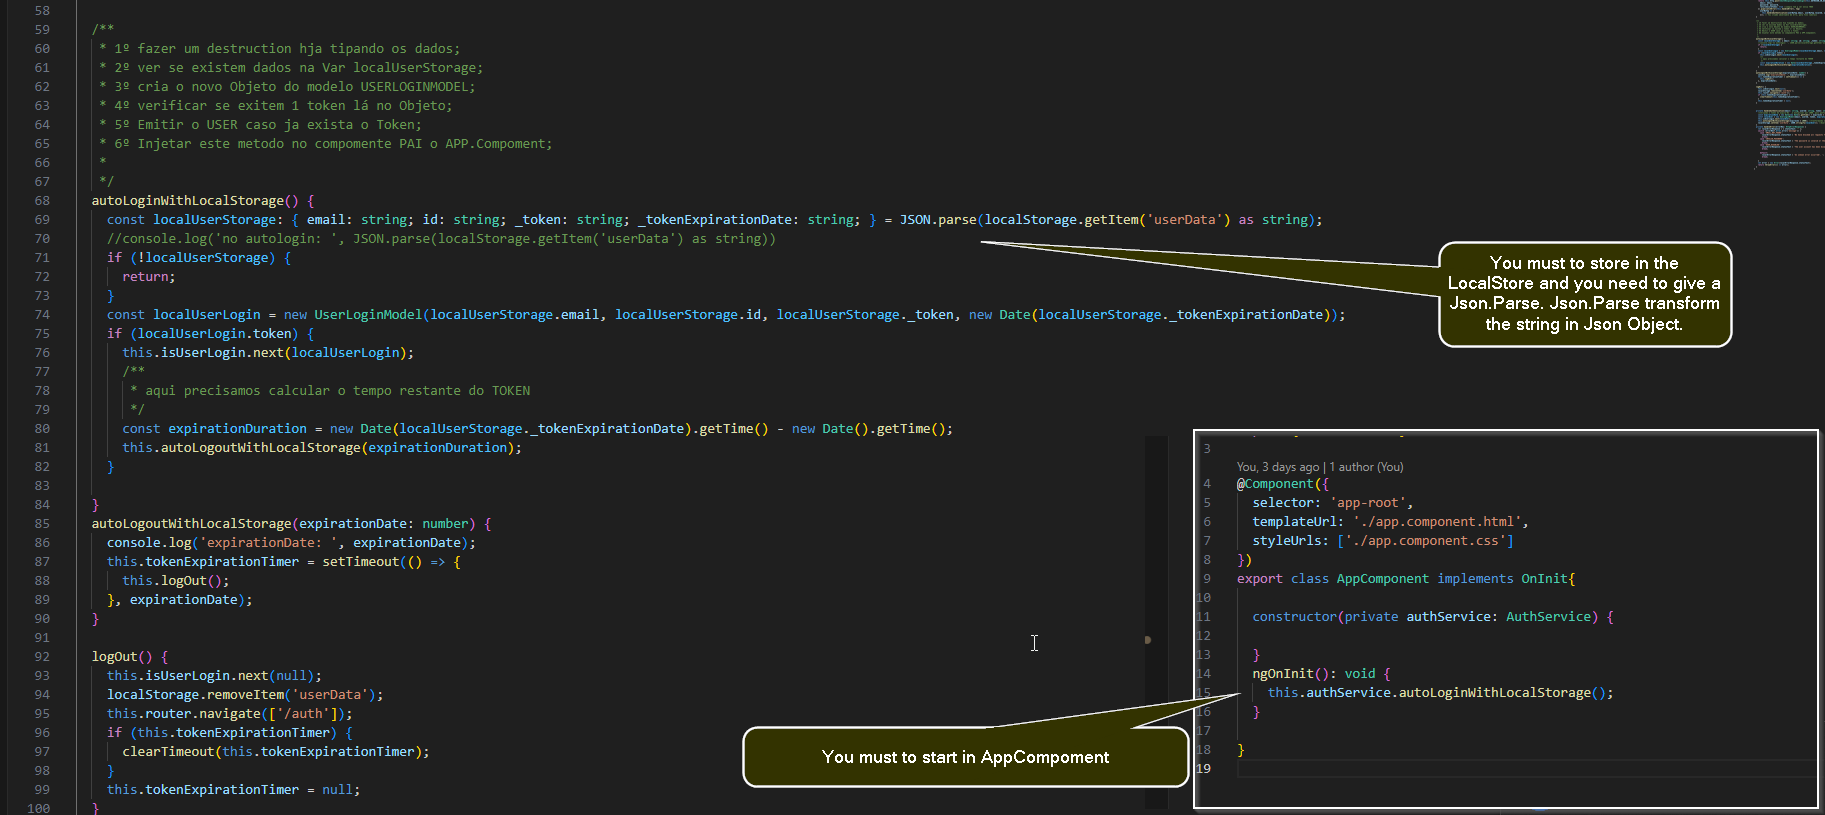 58
59 /**
60 * 1º fazer um destruction hja tipando os dados;
61 * 2º ver se existem dados na Var localUserStorage;
62 * 3º cria o novo Objeto do modelo USERLOGINMODEL;
63 * 4º verificar se exitem 1 token lá no Objeto;
64 * 5º Emitir o USER caso ja exista o Token;
65 * 6º Injetar este metodo no compomente PAI o APP.Compoment;
66 *
67 */
68 autoLoginWithLocalStorage() {
69 const localUserStorage: { email: string; id: string; _token: string; _tokenExpirationDate: string; } = JSON.parse(localStorage.getItem('userData') as string);
70 //console.log('no autologin: ', JSON.parse(localStorage.getItem('userData') as string))
71 if (!localUserStorage) {
72 return;
73 }
74 const localUserLogin = new UserLoginModel(localUserStorage.email, localUserStorage.id, localUserStorage._token, new Date(localUserStorage._tokenExpirationDate));
75 if (localUserLogin.token) {
76 this.isUserLogin.next(localUserLogin);
77 /**
78 * aqui precisamos calcular o tempo restante do TOKEN
79 */
80 const expirationDuration = new Date(localUserStorage._tokenExpirationDate).getTime() - new Date().getTime();
81 this.autoLogoutWithLocalStorage(expirationDuration);
82 }
83
84 }
85 autoLogoutWithLocalStorage(expirationDate: number) {
86 console.log('expirationDate: ', expirationDate);
87 this.tokenExpirationTimer = setTimeout(() => {
88 this.logOut();
89 }, expirationDate);
90 }
91
92 logOut() {
93 this.isUserLogin.next(null);
94 localStorage.removeItem('userData');
95 this.router.navigate(['/auth']);
96 if (this.tokenExpirationTimer) {
97 clearTimeout(this.tokenExpirationTimer);
98 }
99 this.tokenExpirationTimer = null;
100 }
You must to store in the
LocalStore and you need to give a
Json.Parse. Json.Parse transform
the string in Json Object.
3
You, 3 days ago | 1 author (You)
4 @Component({
5 selector: 'app-root',
6 templateUrl: './app.component.html',
7 styleUrls: ['./app.component.css']
8 })
9 export class AppComponent implements OnInit{
10
11 constructor(private authService: AuthService) {
12
13 }
14 ngOnInit(): void {
15 this.authService.autoLoginWithLocalStorage();
16 }
17
18 }
19
You must to start in AppCompoment